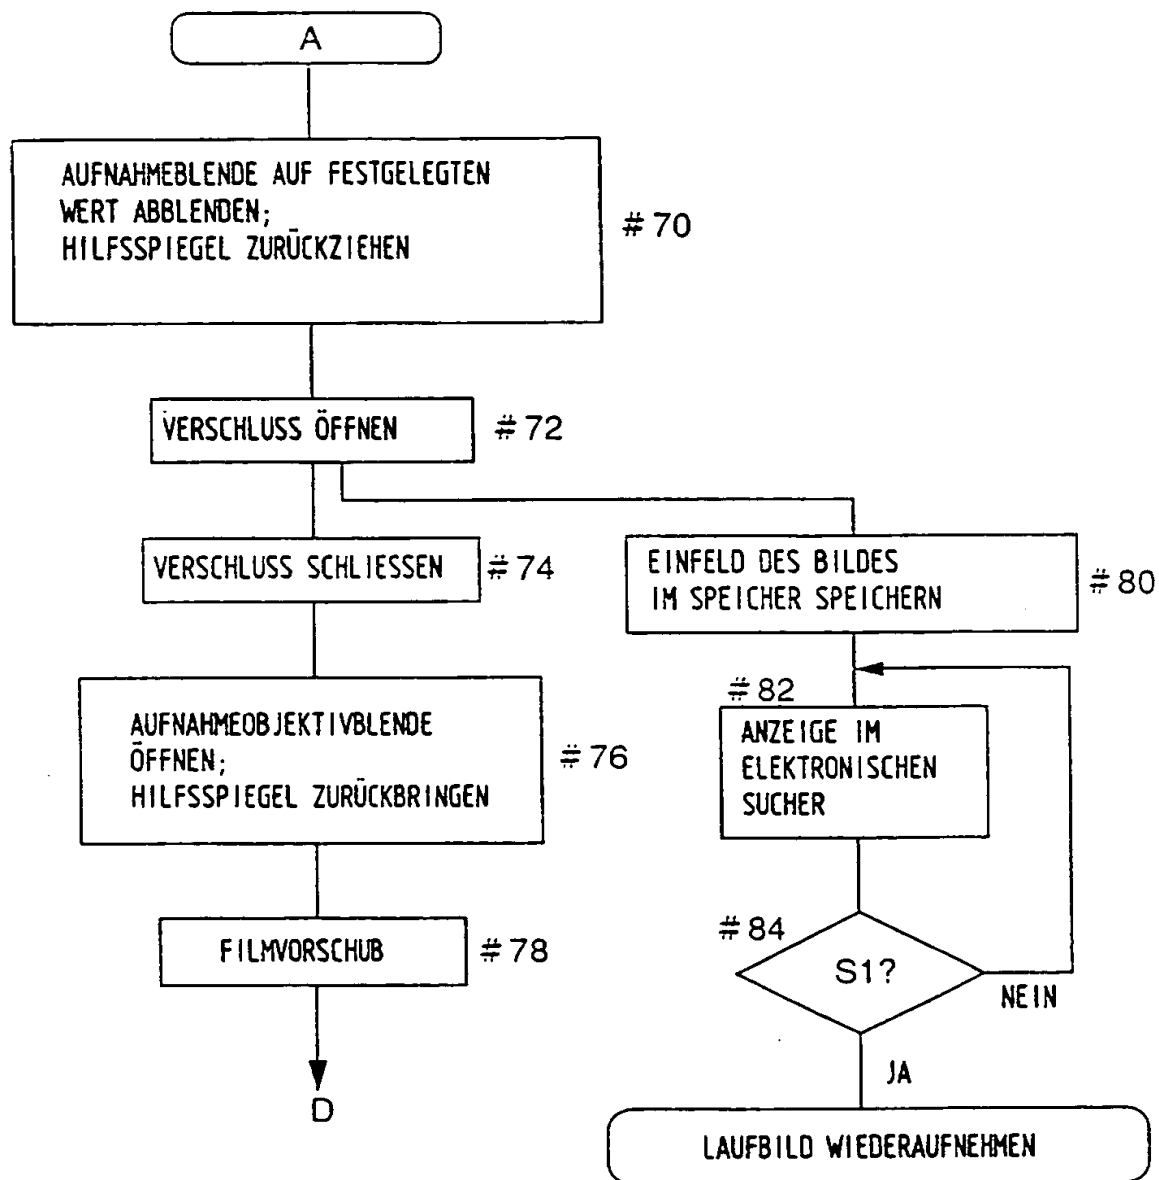 A
AUFNAHMEBLENDE AUF FESTGELEGTEN
WERT ABBLENDEN;
HILFSSPIEGEL ZURÜCKZIEHEN
# 70
VERSCHLUSS ÖFFNEN
# 72
VERSCHLUSS SCHLIESSEN
# 74
AUFNAHMEOBJEKTIVBLENDE
ÖFFNEN;
HILFSSPIEGEL ZURÜCKBRINGEN
# 76
FILMVORSCHUB
# 78
D
EINFELD DES BILDES
IM SPEICHER SPEICHERN
# 80
# 82
ANZEIGE IM
ELEKTRONISCHEN
SUCHER
# 84
S1?
NEIN
JA
LAUFBILD WIEDERAUFNEHMEN